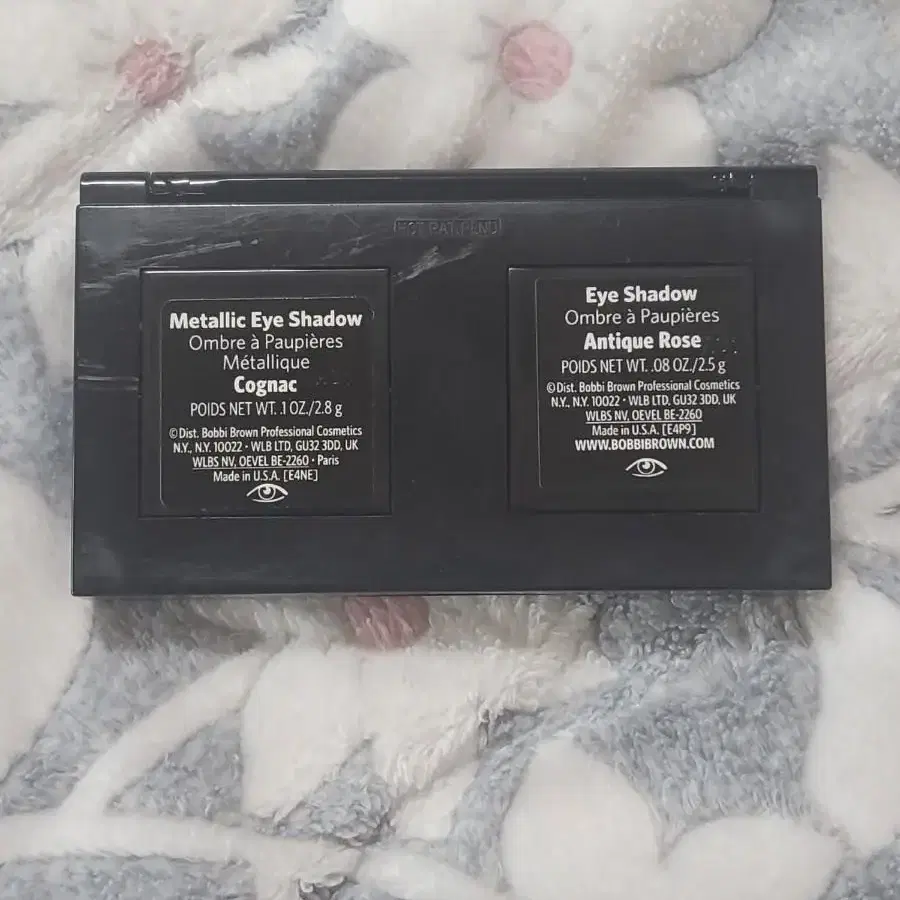 Metallic Eye Shadow
Ombre à Paupières
Métallique
Cognac
POIDS NET WT. .1 OZ./2.8 g
©Dist. Bobbi Brown Professional Cosmetics
N.Y., N.Y. 10022 • WLB LTD, GU32 3DD, UK
WLBS NV, OEVEL BE-2260 • Paris
Made in U.S.A. [E4NE]
Eye Shadow
Ombre à Paupières
Antique Rose
POIDS NET WT. .08 OZ./2.5 g
©Dist. Bobbi Brown Professional Cosmetics
N.Y., N.Y. 10022 • WLB LTD, GU32 3DD, UK
WLBS NV, OEVEL BE-2260
Made in U.S.A. [E4P9]
WWW.BOBBIBROWN.COM